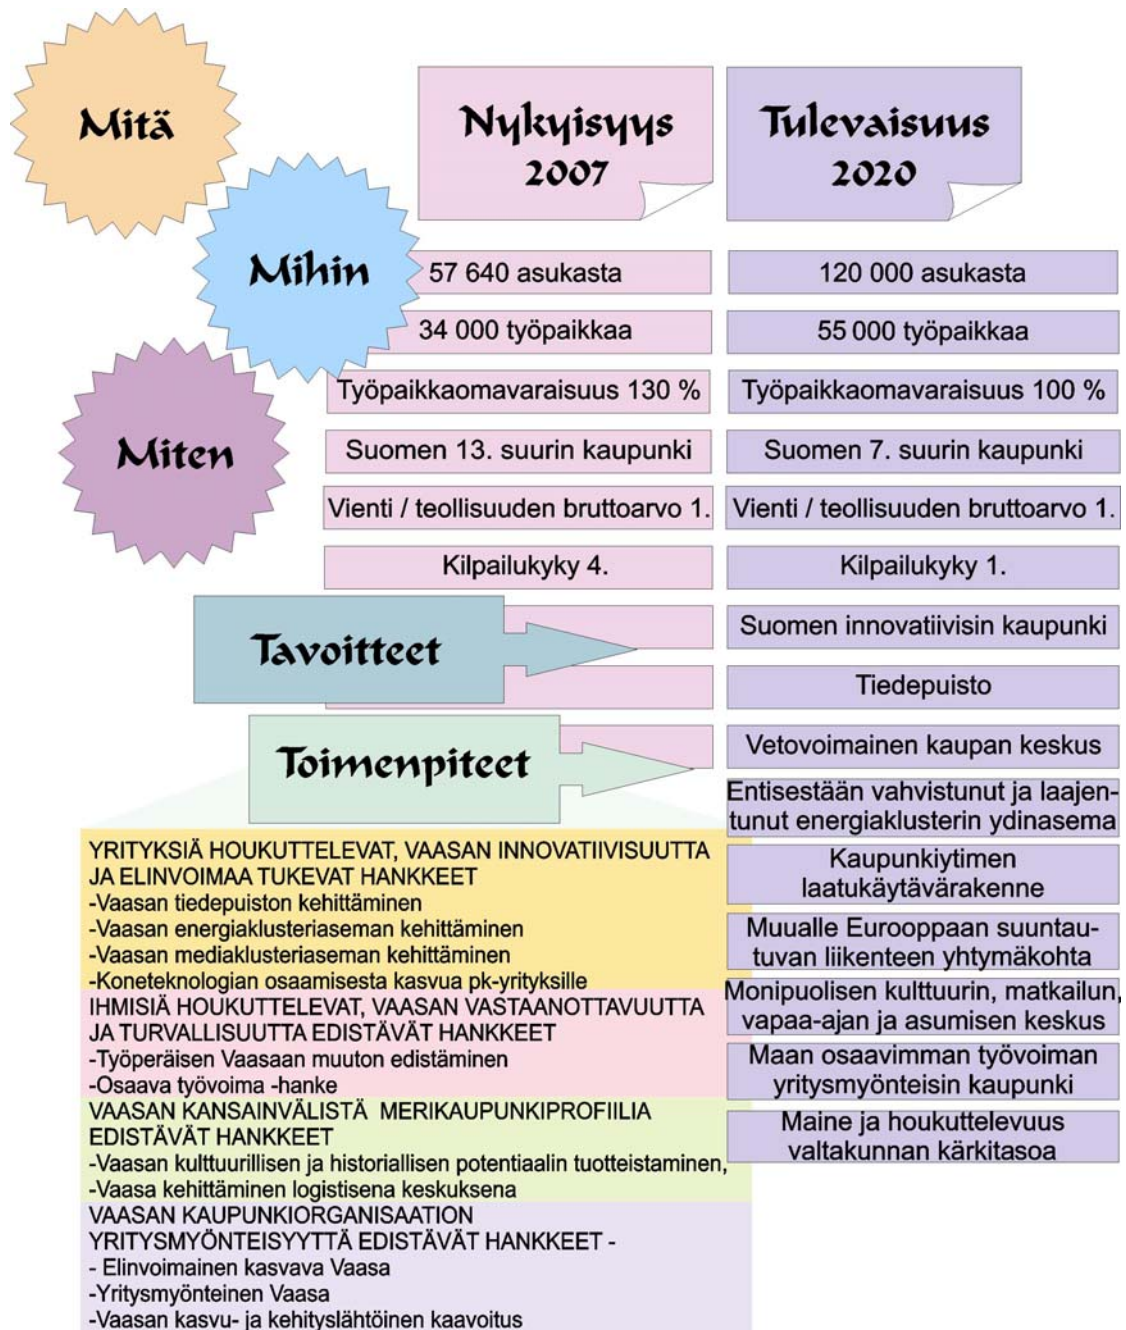 Mitä
Mihin
Miten
Nykyisyys
2007
57 640 asukasta
34 000 työpaikkaa
Työpaikkaomavaraisuus 130 %
Suomen 13. suurin kaupunki
Vienti / teollisuuden bruttoarvo 1.
Kilpailukyky 4.
Tulevaisuus
2020
120 000 asukasta
55 000 työpaikkaa
Työpaikkaomavaraisuus 100 %
Suomen 7. suurin kaupunki
Vienti / teollisuuden bruttoarvo 1.
Kilpailukyky 1.
Suomen innovatiivisin kaupunki
Tiedepuisto
Vetovoimainen kaupan keskus
Entisestään vahvistunut ja laajen-
tunut energiaklusterin ydinasema
Kaupunkiytimen
laatukäytävärakenne
Muualle Eurooppaan suuntau-
tuvan liikenteen yhtymäkohta
Monipuolisen kulttuurin, matkailun,
vapaa-ajan ja asumisen keskus
Maan osaavimman työvoiman
yritysmyönteisin kaupunki
Maine ja houkuttelevuus
valtakunnan kärkitasoa
Tavoitteet
Toimenpiteet
YRITYKSIÄ HOUKUTTELEVAT, VAASAN INNOVATIIVISUUTTA
JA ELINVOIMAA TUKEVAT HANKKEET
-Vaasan tiedepuiston kehittäminen
-Vaasan energiaklusteriaseman kehittäminen
-Vaasan mediaklusteriaseman kehittäminen
-Koneteknologian osaamisesta kasvua pk-yrityksille
IHMISIÄ HOUKUTTELEVAT, VAASAN VASTAANOTTAVUUTTA
JA TURVALLISUUTTA EDISTÄVÄT HANKKEET
-Työperäisen Vaasaan muuton edistäminen
-Osaava työvoima -hanke
VAASAN KANSAINVÄLISTÄ MERIKAUPUNKIPROFIILIA
EDISTÄVÄT HANKKEET
-Vaasan kulttuurillisen ja historiallisen potentiaalin tuotteistaminen,
-Vaasa kehittäminen logistisena keskuksena
VAASAN KAUPUNKIORGANISAATION
YRITYSMYÖNTEISYYTTÄ EDISTÄVÄT HANKKEET -
- Elinvoimainen kasvava Vaasa
-Yritysmyönteinen Vaasa
-Vaasan kasvu- ja kehityslähtöinen kaavoitus